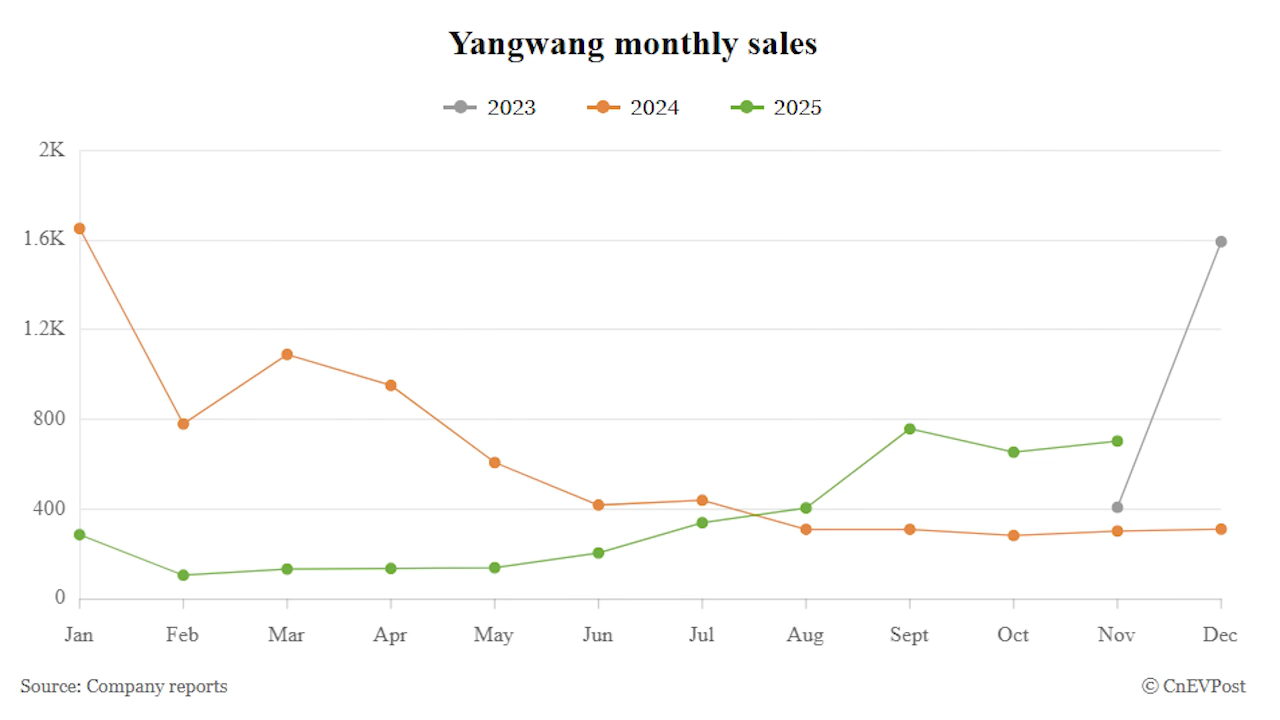 Yangwang monthly sales
2023 2024 2025
2K
1.6K
1.2K
800
400
0
Jan Feb Mar Apr May Jun Jul Aug Sept Oct Nov Dec
Source: Company reports © CnEVPost